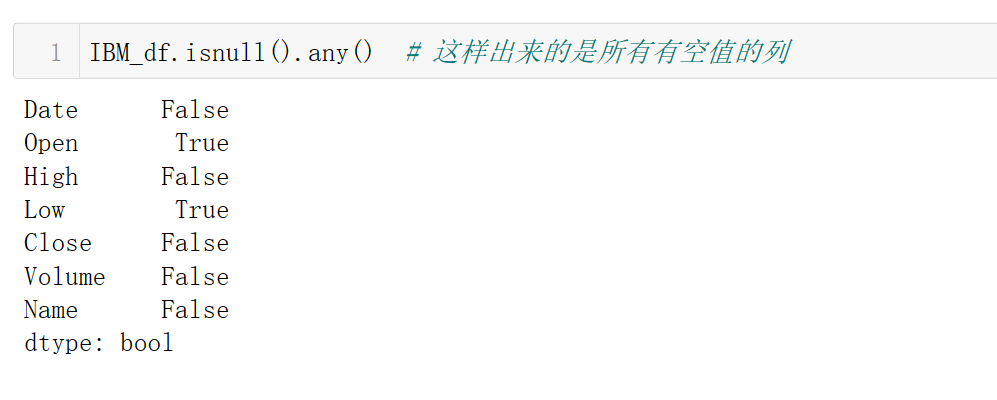 1 IBM_df.isnull().any()  # 这样出来的是所有有空值的列
Date      False
Open       True
High      False
Low        True
Close     False
Volume    False
Name      False
dtype: bool